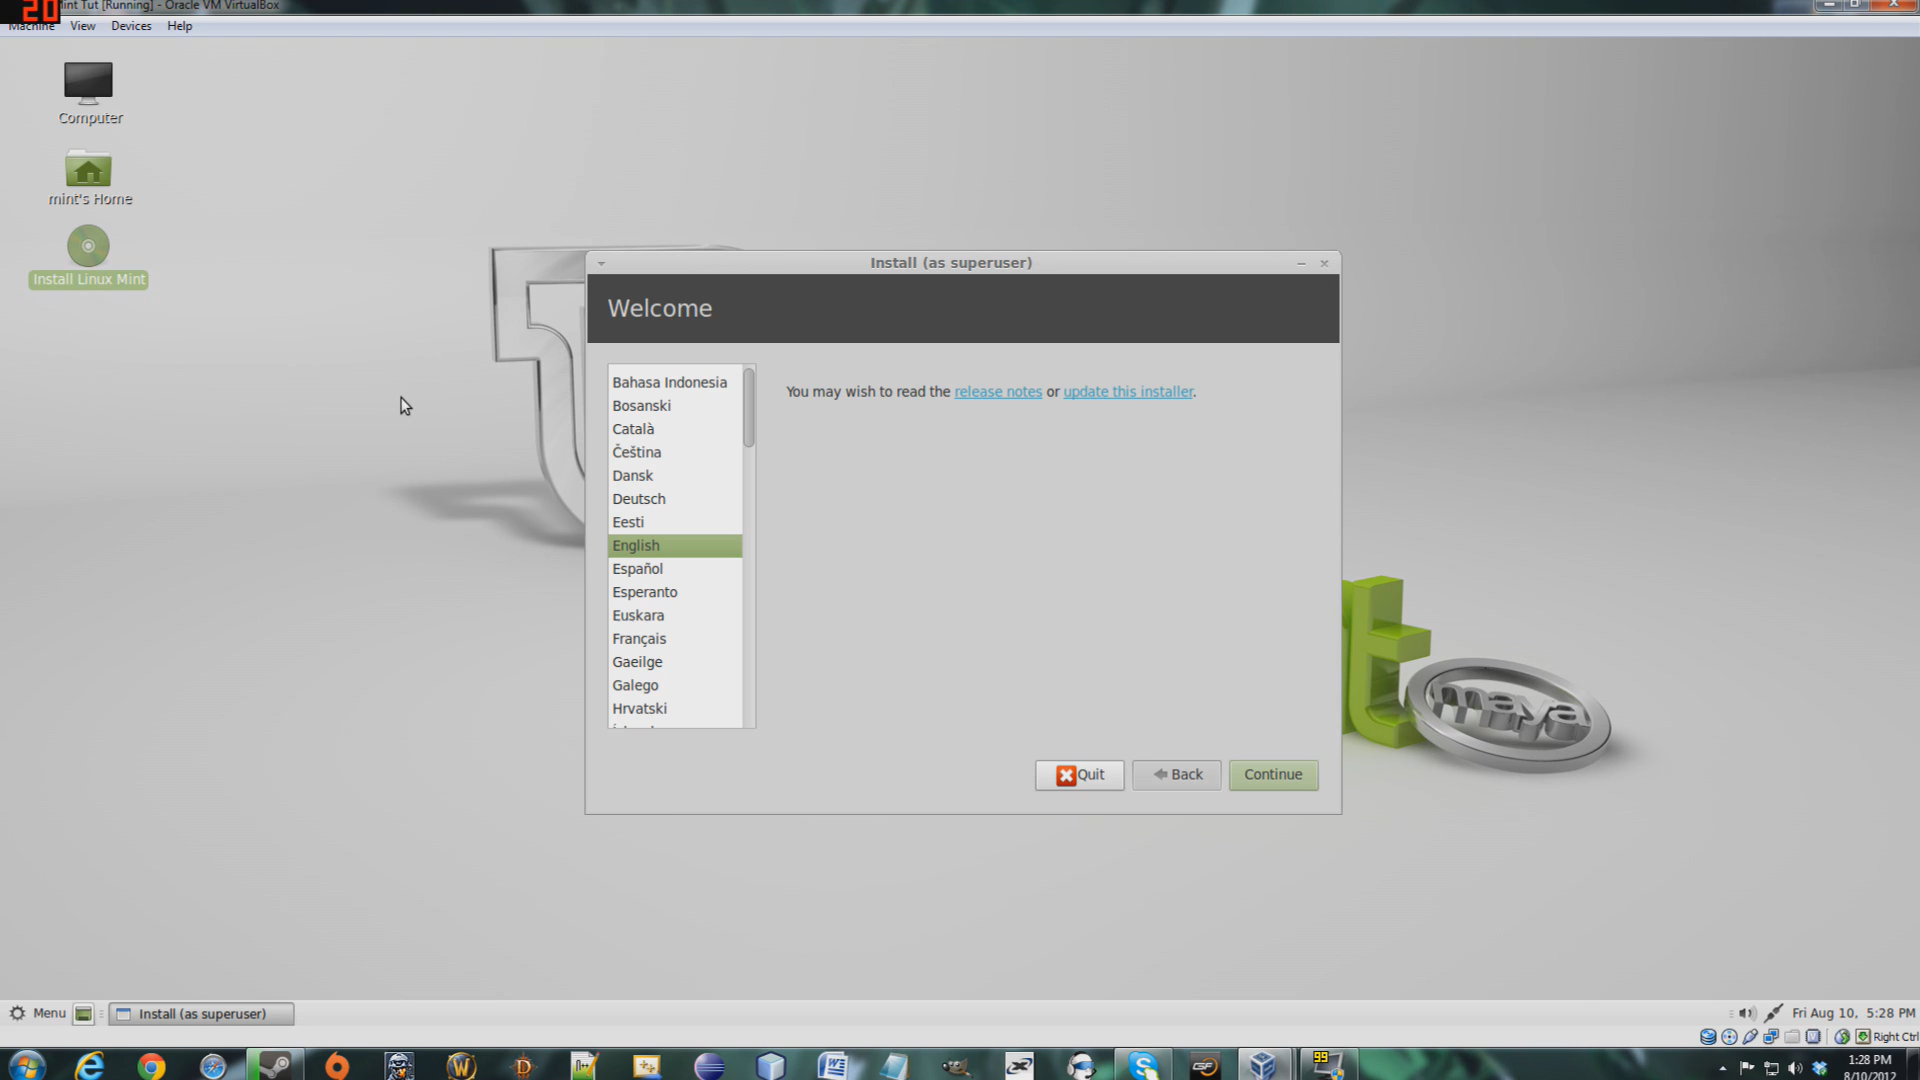 20
int Tut [Running] - Oracle VM VirtualBox
Machine View Devices Help
Computer
mint's Home
Install Linux Mint
Install (as superuser)
Welcome
Bahasa Indonesia
Bosanski
Català
Čeština
Dansk
Deutsch
Eesti
English
Español
Esperanto
Euskara
Français
Gaeilge
Galego
Hrvatski
You may wish to read the release notes or update this installer.
Quit
Back
Continue
t
maya
Menu
Install (as superuser)
Fri Aug 10, 5:28 PM
Right Ctrl
99
1:28 PM
8/10/2012